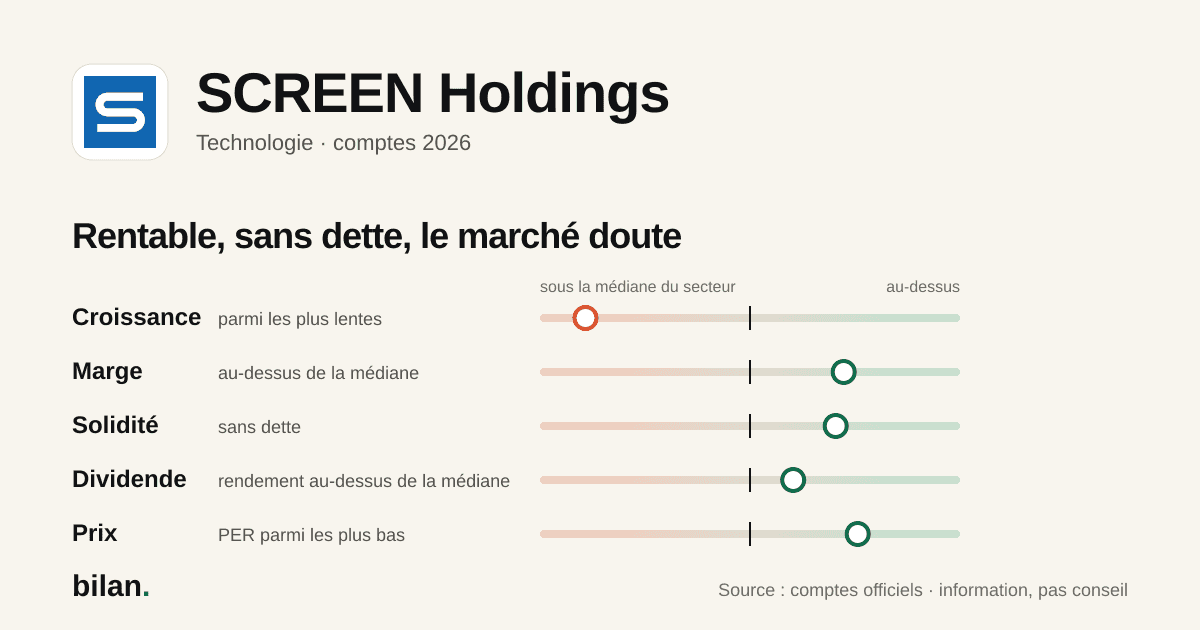 SCREEN Holdings
Technologie · comptes 2026
Rentable, sans dette, le marché doute
sous la médiane du secteur au-dessus
Croissance parmi les plus lentes
Marge au-dessus de la médiane
Solidité sans dette
Dividende rendement au-dessus de la médiane
Prix PER parmi les plus bas
bilan. Source : comptes officiels · information, pas conseil